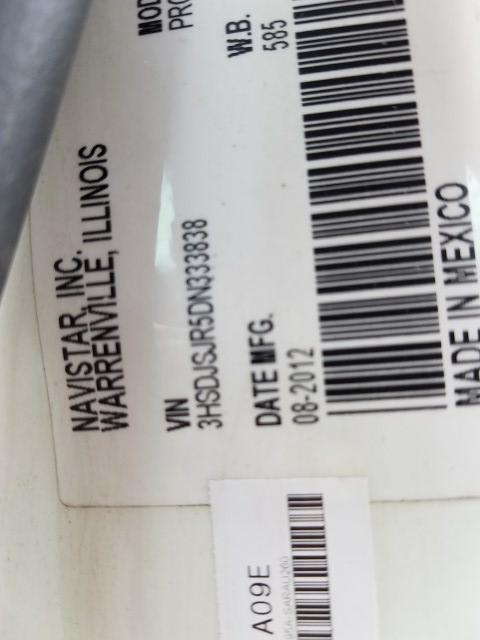 NAVISTAR, INC.
WARRENVILLE, ILLINOIS
VIN
3HSDJSJR5DN333838
DATE MFG.
08-2012
W.B.
585
MADE IN MEXICO
A09E